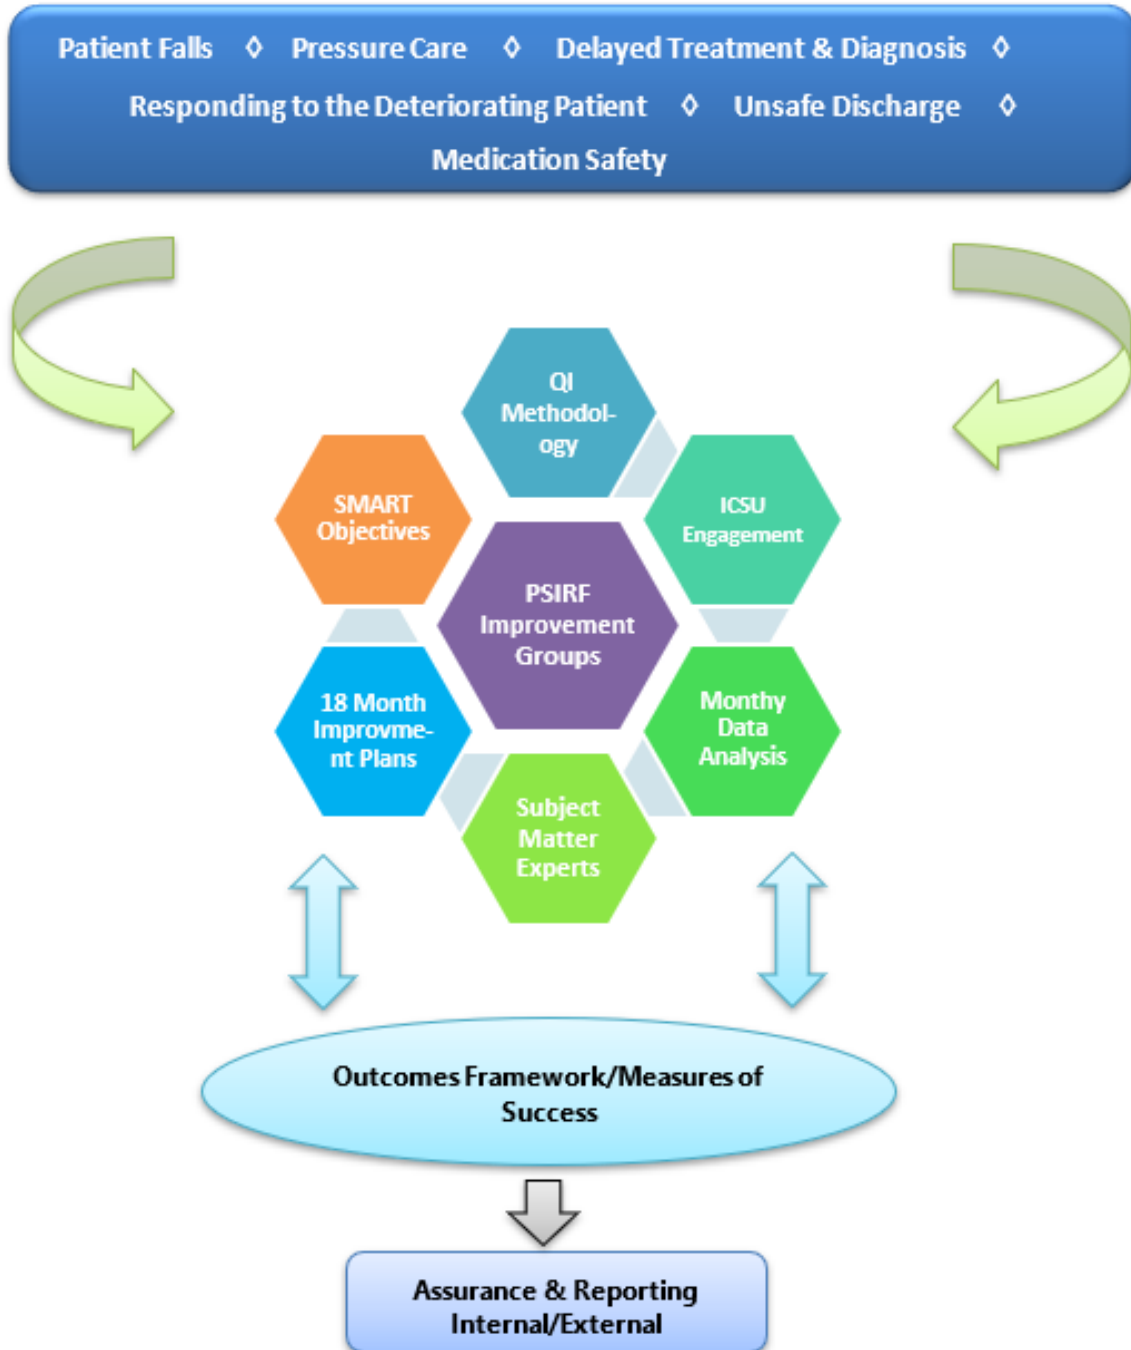 Patient Falls ◊ Pressure Care ◊ Delayed Treatment & Diagnosis ◊
Responding to the Deteriorating Patient ◊ Unsafe Discharge ◊
Medication Safety
QI
Methodol-
ogy
SMART
Objectives
ICSU
Engagement
PSIRF
Improvement
Groups
18 Month
Improvme-
nt Plans
Monthy
Data
Analysis
Subject
Matter
Experts
Outcomes Framework/Measures of
Success
Assurance & Reporting
Internal/External